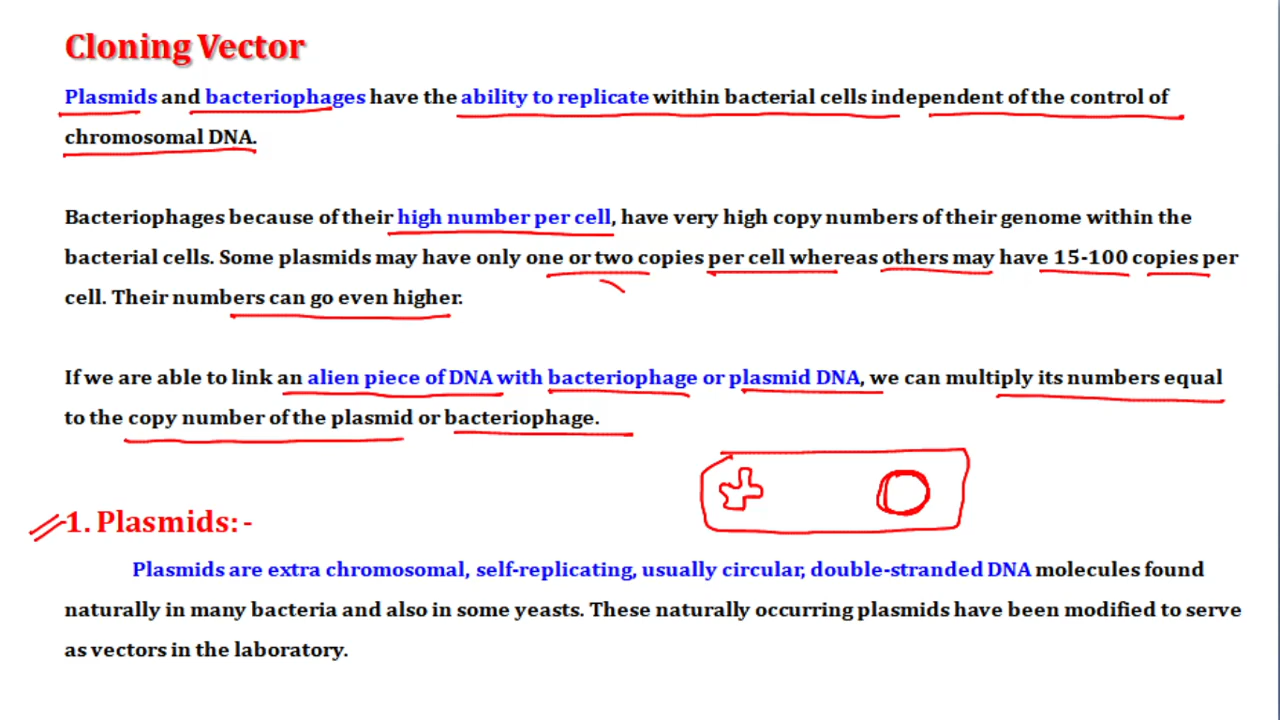 Cloning Vector
Plasmids and bacteriophages have the ability to replicate within bacterial cells independent of the control of
chromosomal DNA.
Bacteriophages because of their high number per cell, have very high copy numbers of their genome within the
bacterial cells. Some plasmids may have only one or two copies per cell whereas others may have 15-100 copies per
cell. Their numbers can go even higher.
If we are able to link an alien piece of DNA with bacteriophage or plasmid DNA, we can multiply its numbers equal
to the copy number of the plasmid or bacteriophage.
1. Plasmids: -
Plasmids are extra chromosomal, self-replicating, usually circular, double-stranded DNA molecules found
naturally in many bacteria and also in some yeasts. These naturally occurring plasmids have been modified to serve
as vectors in the laboratory.